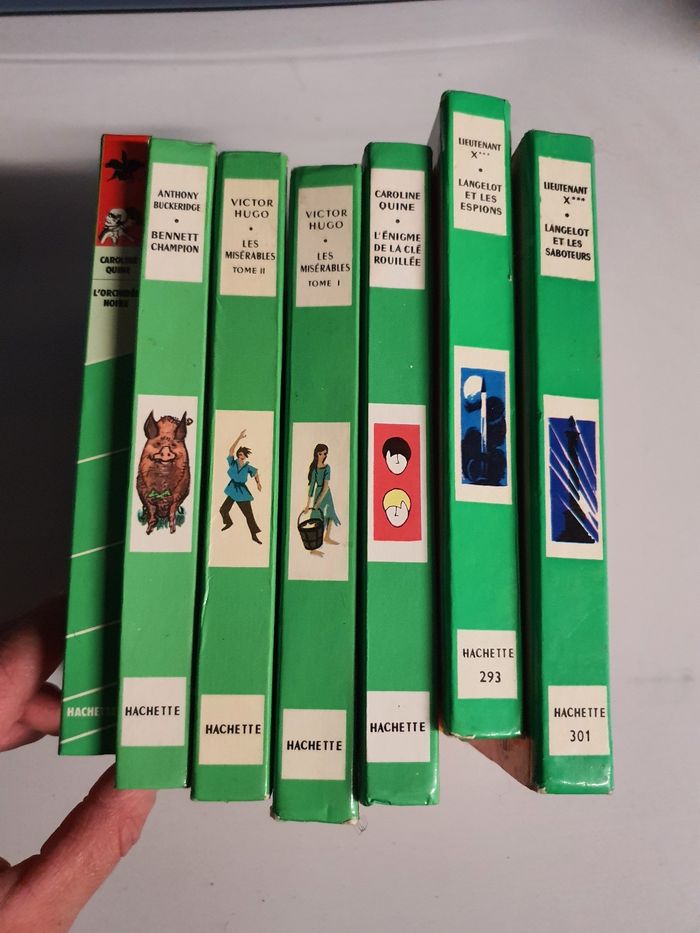 CAROLINE
QUINE
L'ORCHIDÉE
NOIRE
HACHETTE
ANTHONY
BUCKERIDGE
•
BENNETT
CHAMPION
HACHETTE
VICTOR
HUGO
•
LES
MISÉRABLES
TOME II
HACHETTE
VICTOR
HUGO
•
LES
MISÉRABLES
TOME I
HACHETTE
CAROLINE
QUINE
•
L'ÉNIGME
DE LA CLÉ
ROUILLÉE
HACHETTE
LIEUTENANT
X***
•
LANGELOT
ET LES
ESPIONS
HACHETTE
293
LIEUTENANT
X***
•
LANGELOT
ET LES
SABOTEURS
HACHETTE
301